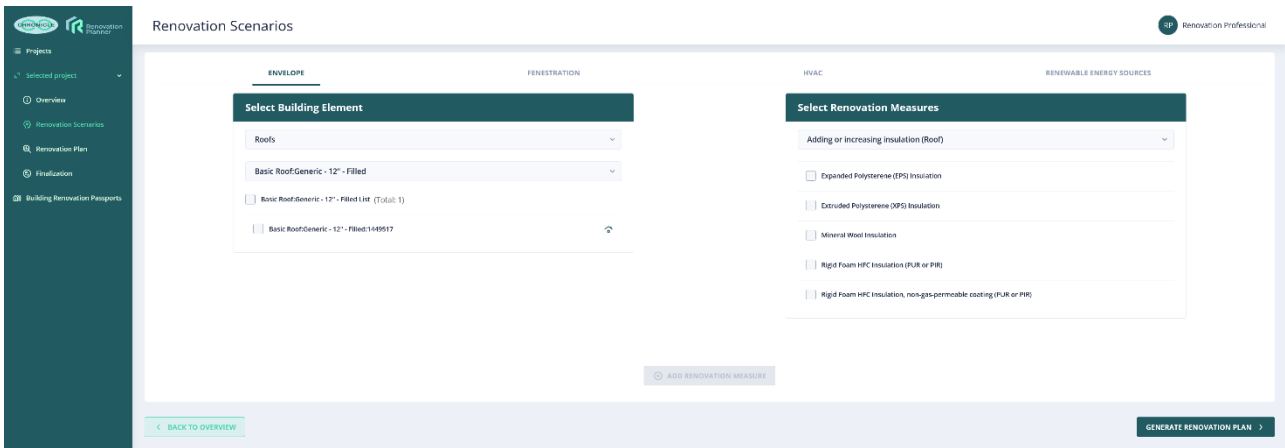 CHRONICLE
Renovation
Planner
Renovation Scenarios
RP Renovation Professional
Projects
Selected project
Overview
Renovation Scenarios
Renovation Plan
Finalization
Building Renovation Passports
ENVELOPE FENESTRATION HVAC RENEWABLE ENERGY SOURCES
Select Building Element
Roofs
Basic Roof:Generic - 12" - Filled
Basic Roof:Generic - 12" - Filled List (Total: 1)
Basic Roof:Generic - 12" - Filled:1449517
Select Renovation Measures
Adding or increasing insulation (Roof)
Expanded Polysterene (EPS) Insulation
Extruded Polysterene (XPS) Insulation
Mineral Wool Insulation
Rigid Foam HFC Insulation (PUR or PIR)
Rigid Foam HFC Insulation, non-gas-permeable coating (PUR or PIR)
ADD RENOVATION MEASURE
< BACK TO OVERVIEW
GENERATE RENOVATION PLAN >